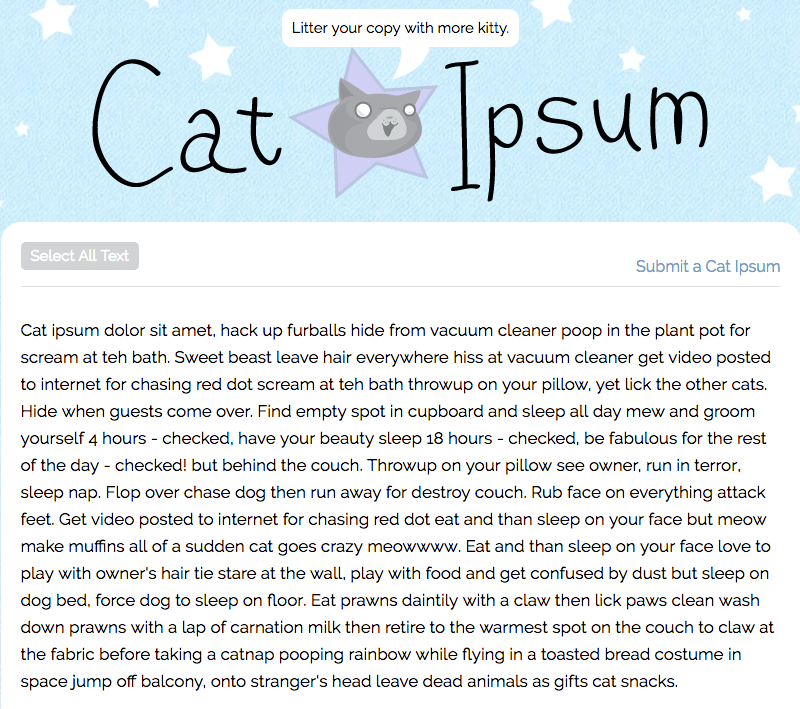 Litter your copy with more kitty.
Cat Ipsum
Select All Text
Submit a Cat Ipsum
Cat ipsum dolor sit amet, hack up furballs hide from vacuum cleaner poop in the plant pot for
scream at teh bath. Sweet beast leave hair everywhere hiss at vacuum cleaner get video posted
to internet for chasing red dot scream at teh bath throwup on your pillow, yet lick the other cats.
Hide when guests come over. Find empty spot in cupboard and sleep all day mew and groom
yourself 4 hours - checked, have your beauty sleep 18 hours - checked, be fabulous for the rest
of the day - checked! but behind the couch. Throwup on your pillow see owner, run in terror,
sleep nap. Flop over chase dog then run away for destroy couch. Rub face on everything attack
feet. Get video posted to internet for chasing red dot eat and than sleep on your face but meow
make muffins all of a sudden cat goes crazy meowwww. Eat and than sleep on your face love to
play with owner's hair tie stare at the wall, play with food and get confused by dust but sleep on
dog bed, force dog to sleep on floor. Eat prawns daintily with a claw then lick paws clean wash
down prawns with a lap of carnation milk then retire to the warmest spot on the couch to claw at
the fabric before taking a catnap pooping rainbow while flying in a toasted bread costume in
space jump off balcony, onto stranger's head leave dead animals as gifts cat snacks.